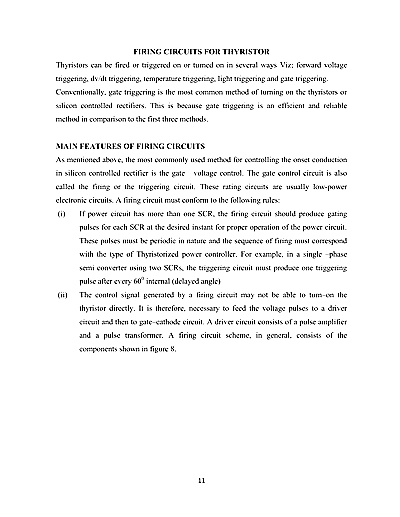 FIRING CIRCUITS FOR THYRISTOR
Thyristors can be fired or triggered on or turned on in several ways Viz; forward voltage
triggering, dv/dt triggering, temperature triggering, light triggering and gate triggering.
Conventionally, gate triggering is the most common method of turning on the thyristors or
silicon controlled rectifiers. This is because gate triggering is an efficient and reliable
method in comparison to the first three methods.
MAIN FEATURES OF FIRING CIRCUITS
As mentioned above, the most commonly used method for controlling the onset conduction
in silicon controlled rectifier is the gate voltage control. The gate control circuit is also
called the firing or the triggering circuit. These rating circuits are usually low-power
electronic circuits. A firing circuit must conform to the following rules:
(i) If power circuit has more than one SCR, the firing circuit should produce gating
pulses for each SCR at the desired instant for proper operation of the power circuit.
These pulses must be periodic in nature and the sequence of firing must correspond
with the type of Thyristorized power controller. For example, in a single –phase
semi converter using two SCRs, the triggering circuit must produce one triggering
pulse after every 60⁰ internal (delayed angle)
(ii) The control signal generated by a firing circuit may not be able to turn–on the
thyristor directly. It is therefore, necessary to feed the voltage pulses to a driver
circuit and then to gate–cathode circuit. A driver circuit consists of a pulse amplifier
and a pulse transformer. A firing circuit scheme, in general, consists of the
components shown in figure 8.
11